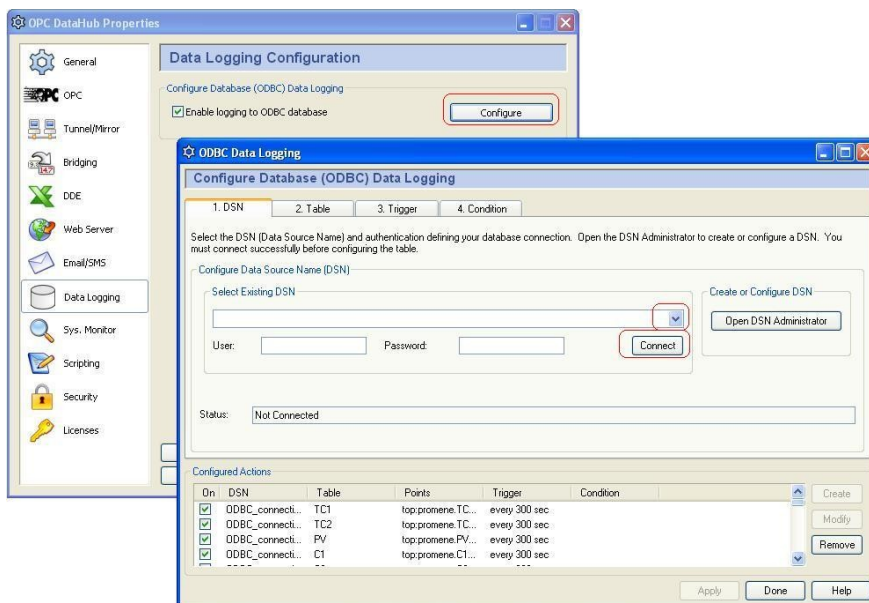 OPC DataHub Properties
General
OPC
Tunnel/Mirror
Bridging
DDE
Web Server
Email/SMS
Data Logging
Sys. Monitor
Scripting
Security
Licenses
Data Logging Configuration
Configure Database (ODBC) Data Logging
Enable logging to ODBC database
Configure
ODBC Data Logging
Configure Database (ODBC) Data Logging
1. DSN 2. Table 3. Trigger 4. Condition
Select the DSN (Data Source Name) and authentication defining your database connection. Open the DSN Administrator to create or configure a DSN. You
must connect successfully before configuring the table.
Configure Data Source Name (DSN)
Select Existing DSN
User: Password: Connect
Create or Configure DSN
Open DSN Administrator
Status: Not Connected
Configured Actions
On DSN Table Points Trigger Condition
ODBC_connecti... TC1 top:promene.TC... every 300 sec
ODBC_connecti... TC2 top:promene.TC... every 300 sec
ODBC_connecti... PV top:promene.PV... every 300 sec
ODBC_connecti... C1 top:promene.C1... every 300 sec
Create
Modify
Remove
Apply Done Help